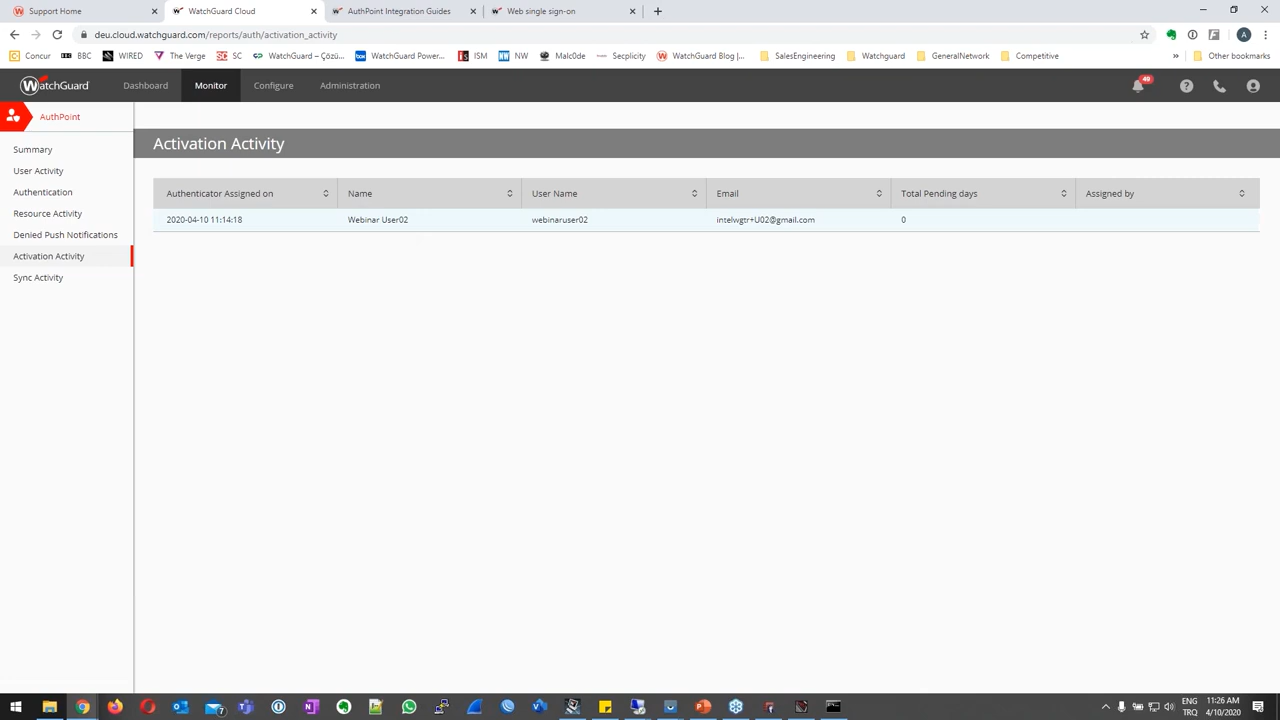 Support Home
WatchGuard Cloud
AuthPoint Integration Guides
Web single sign-on
deu.cloud.watchguard.com/reports/auth/activation_activity
A
Concur
BBC
WIRED
The Verge
SC
WatchGuard – Çözü...
WatchGuard Power...
ISM
NW
Malc0de
Secplicity
WatchGuard Blog |...
SalesEngineering
Watchguard
GeneralNetwork
Competitive
»
Other bookmarks
WatchGuard
Dashboard
Monitor
Configure
Administration
49
AuthPoint
Summary
User Activity
Authentication
Resource Activity
Denied Push Notifications
Activation Activity
Sync Activity
Activation Activity
Authenticator Assigned on Name User Name Email Total Pending days Assigned by
2020-04-10 11:14:18 Webinar User02 webinaruser02 intelwgtr+U02@gmail.com 0
ENG
TRQ
11:26 AM
4/10/2020